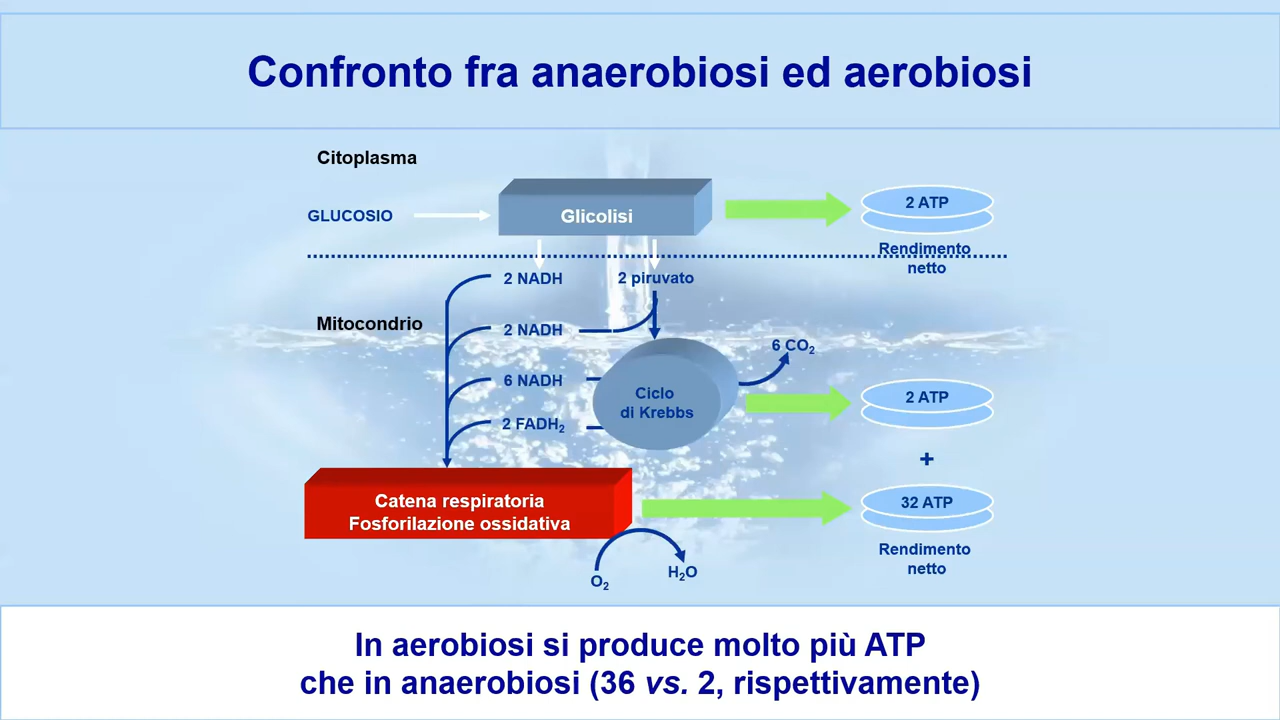 Confronto fra anaerobiosi ed aerobiosi
Citoplasma
GLUCOSIO
Glicolisi
2 ATP
Rendimento
netto
2 NADH
2 piruvato
Mitocondrio
2 NADH
6 CO₂
6 NADH
Ciclo
di Krebbs
2 ATP
2 FADH₂
+
Catena respiratoria
Fosforilazione ossidativa
32 ATP
Rendimento
netto
O₂
H₂O
In aerobiosi si produce molto più ATP
che in anaerobiosi (36 vs. 2, rispettivamente)